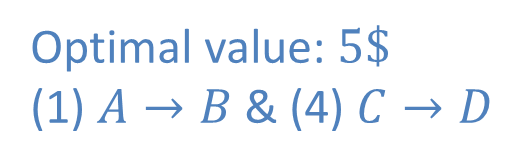 Optimal value: 5$
(1) A → B & (4) C → D